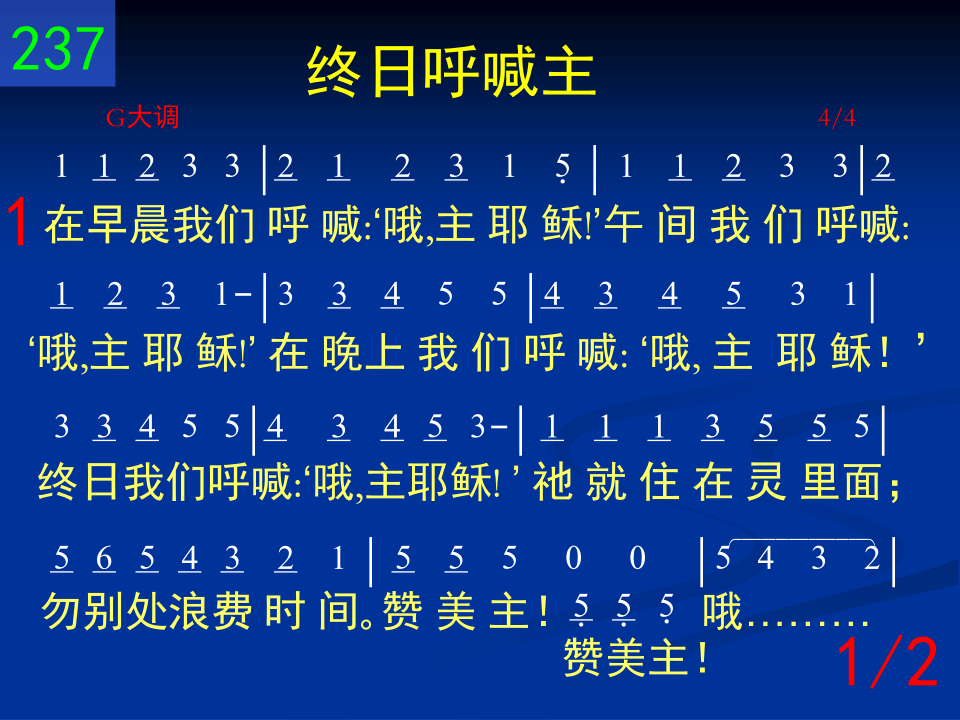 237
终日呼喊主
G大调 4/4
1 1 2 3 3 | 2 1 2 3 1 5 | 1 1 2 3 3 | 2
1 在早晨我们 呼 喊:‘哦,主 耶 稣!’午 间 我 们 呼喊:
1 2 3 1- | 3 3 4 5 5 | 4 3 4 5 3 1 |
‘哦,主 耶 稣!’ 在 晚上 我 们 呼 喊: ‘哦, 主 耶 稣! ’
3 3 4 5 5 | 4 3 4 5 3- | 1 1 1 3 5 5 5 |
终日我们呼喊:‘哦,主耶稣! ’ 祂 就 住 在 灵 里面;
5 6 5 4 3 2 1 | 5 5 5 0 0 | 5 4 3 2 |
勿别处浪费 时 间。赞 美 主! 5 5 5 哦………
赞美主!
1/2